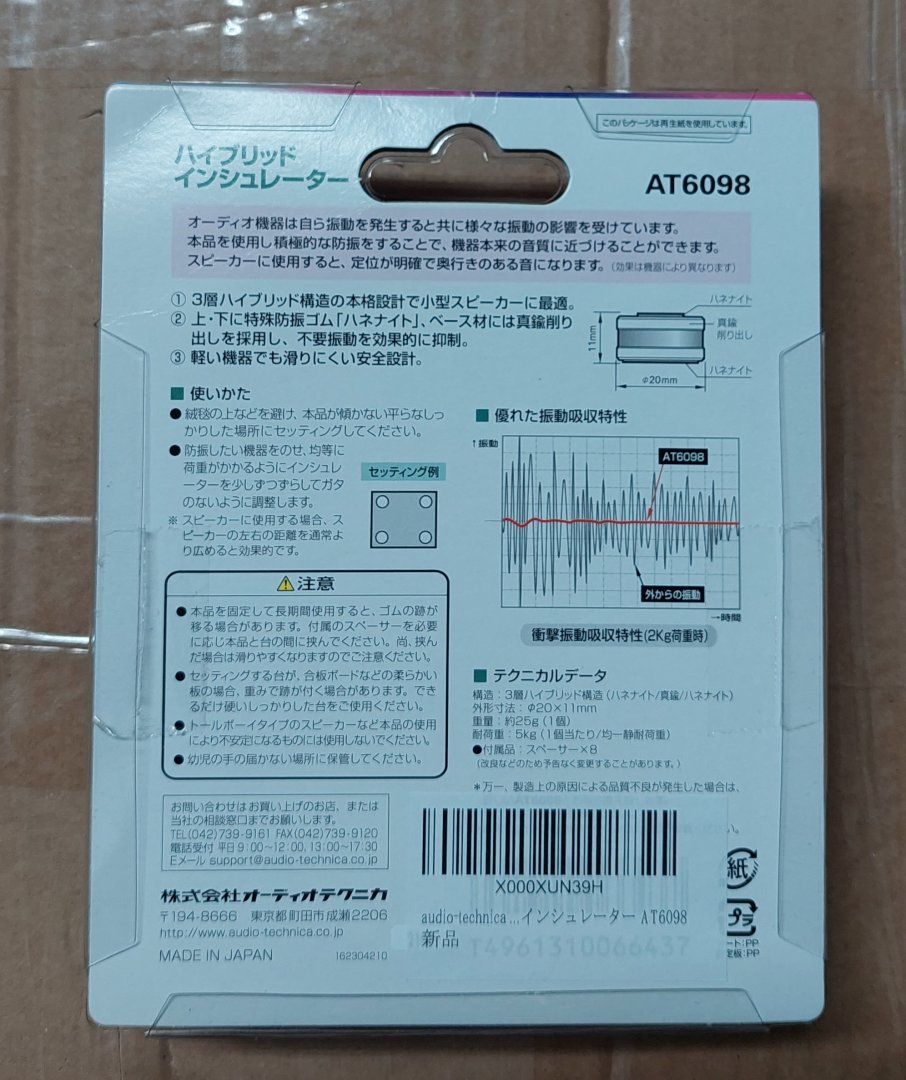 このパッケージは再生紙を使用しています。
ハイブリッド
インシュレーター
AT6098
オーディオ機器は自ら振動を発生すると共に様々な振動の影響を受けています。
本品を使用し積極的な防振をすることで、機器本来の音質に近づけることができます。
スピーカーに使用すると、定位が明確で奥行きのある音になります。(効果は機器により異なります)
① 3層ハイブリッド構造の本格設計で小型スピーカーに最適。
② 上・下に特殊防振ゴム「ハネナイト」、ベース材には真鍮削り
出しを採用し、不要振動を効果的に抑制。
③ 軽い機器でも滑りにくい安全設計。
ハネナイト
真鍮
削り出し
ハネナイト
11mm
φ20mm
■ 使いかた
● 絨毯の上などを避け、本品が傾かない平らなしっ
かりした場所にセッティングしてください。
● 防振したい機器をのせ、均等に
荷重がかかるようにインシュレ
ーターを少しずつずらしてガタ
のないように調整します。
※ スピーカーに使用する場合、ス
ピーカーの左右の距離を通常よ
り広めると効果的です。
セッティング例
⚠注意
● 本品を固定して長期間使用すると、ゴムの跡が
移る場合があります。付属のスペーサーを必要
に応じ本品と台の間に挟んでください。尚、挟ん
だ場合は滑りやすくなりますのでご注意ください。
● セッティングする台が、合板ボードなどの柔らかい
板の場合、重みで跡が付く場合があります。でき
るだけ硬いしっかりした台をご使用ください。
● トールボーイタイプのスピーカーなど本品の使用
により不安定になるものには使用しないでください。
● 幼児の手の届かない場所に保管してください。
■ 優れた振動吸収特性
↑振動
AT6098
外からの振動
→時間
衝撃振動吸収特性(2Kg荷重時)
■ テクニカルデータ
構造：3層ハイブリッド構造(ハネナイト/真鍮/ハネナイト)
外形寸法：φ20×11mm
重量：約25g(1個)
耐荷重：5kg(1個当たり/均一静耐荷重)
●付属品：スペーサー×8
(改良などのため予告なく変更することがあります。)
*万一、製造上の原因による品質不良が発生した場合は、
お問い合わせはお買い上げのお店、または
当社の相談窓口までお願いします。
TEL(042)739-9161 FAX(042)739-9120
電話受付 平日9:00〜12:00、13:00〜17:30
Eメール support@audio-technica.co.jp
株式会社オーディオテクニカ
〒194-8666 東京都町田市成瀬2206
http://www.audio-technica.co.jp
MADE IN JAPAN
162304210
X000XUN39H
audio-technica ...インシュレーター AT6098
新品
T4961310066437
紙
プラ